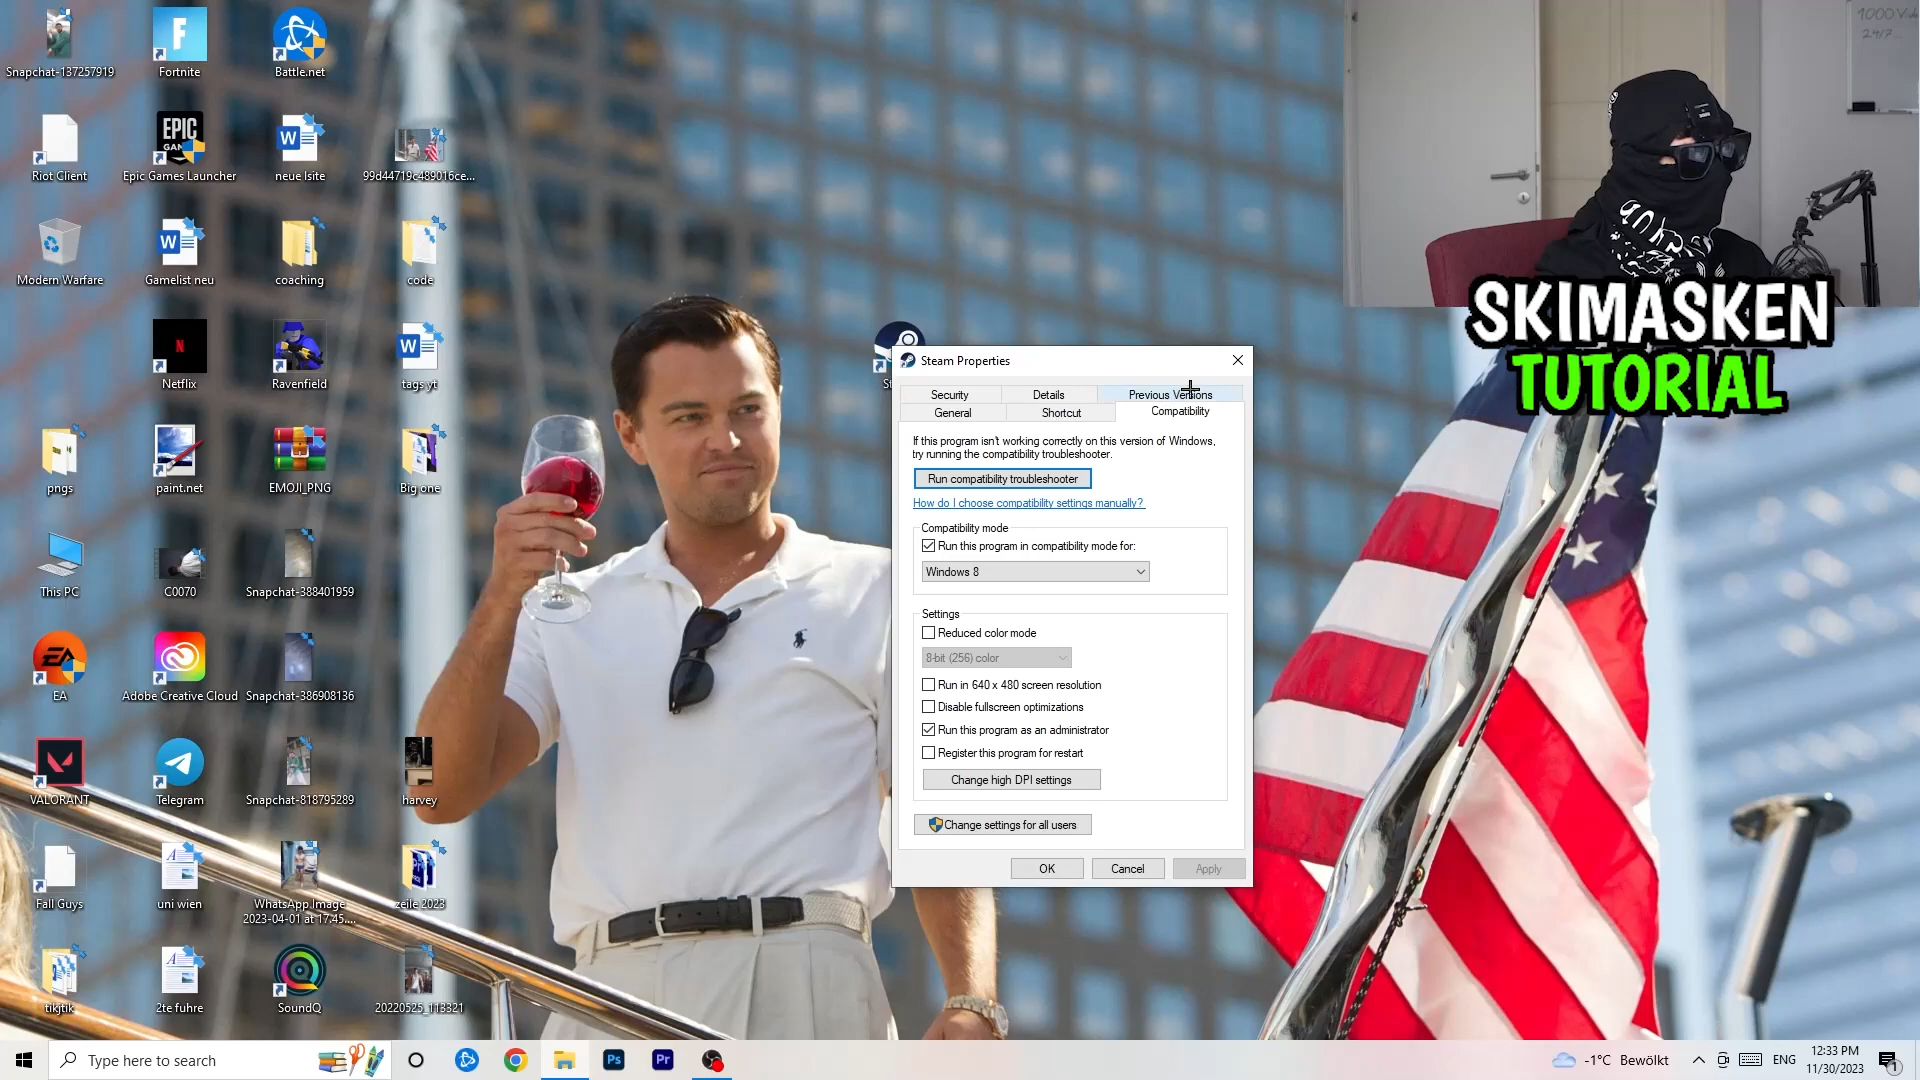 Snapchat-137257919
Fortnite
Battle.net
EPIC
Riot Client
Epic Games Launcher
neue lsite
99d44719c489016ce...
Modern Warfare
Gamelist neu
coaching
code
Netflix
Ravenfield
tags yt
pngs
paint.net
EMOJI_PNG
Big one
This PC
C0070
Snapchat-388401959
EA
Adobe Creative Cloud
Snapchat-386908136
VALORANT
Telegram
Snapchat-818795289
harvey
Fall Guys
uni wien
WhatsApp Image
2023-04-01 at 17.45....
zeile 2023
tikjtik
2te fuhre
SoundQ
20220525_113321
Steam Properties
Security
Details
Previous Versions
General
Shortcut
Compatibility
If this program isn't working correctly on this version of Windows,
try running the compatibility troubleshooter.
Run compatibility troubleshooter
How do I choose compatibility settings manually?
Compatibility mode
Run this program in compatibility mode for:
Windows 8
Settings
Reduced color mode
8-bit (256) color
Run in 640 x 480 screen resolution
Disable fullscreen optimizations
Run this program as an administrator
Register this program for restart
Change high DPI settings
Change settings for all users
OK
Cancel
Apply
SKIMASKEN
TUTORIAL
Type here to search
Ps
Pr
-1°C Bewölkt
ENG
12:33 PM
11/30/2023
1